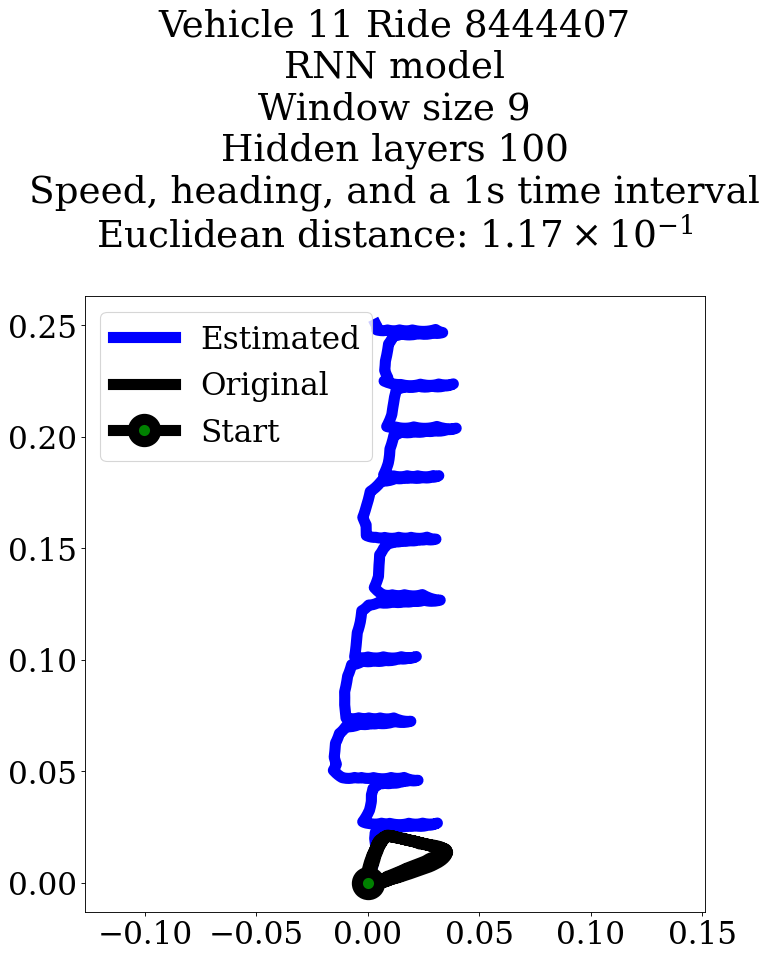 Vehicle 11 Ride 8444407
RNN model
Window size 9
Hidden layers 100
Speed, heading, and a 1s time interval
Euclidean distance: 1.17 × 10⁻¹
Estimated
Original
Start
0.25
0.20
0.15
0.10
0.05
0.00
−0.10 −0.05 0.00 0.05 0.10 0.15